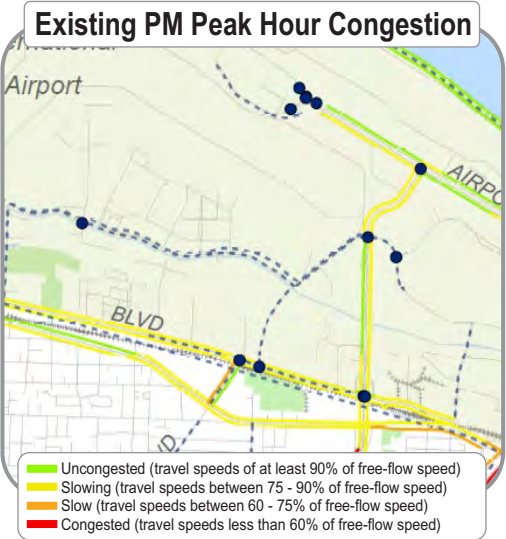 Existing PM Peak Hour Congestion
Airport
AIRPO
BLVD
VD
Uncongested (travel speeds of at least 90% of free-flow speed)
Slowing (travel speeds between 75 - 90% of free-flow speed)
Slow (travel speeds between 60 - 75% of free-flow speed)
Congested (travel speeds less than 60% of free-flow speed)